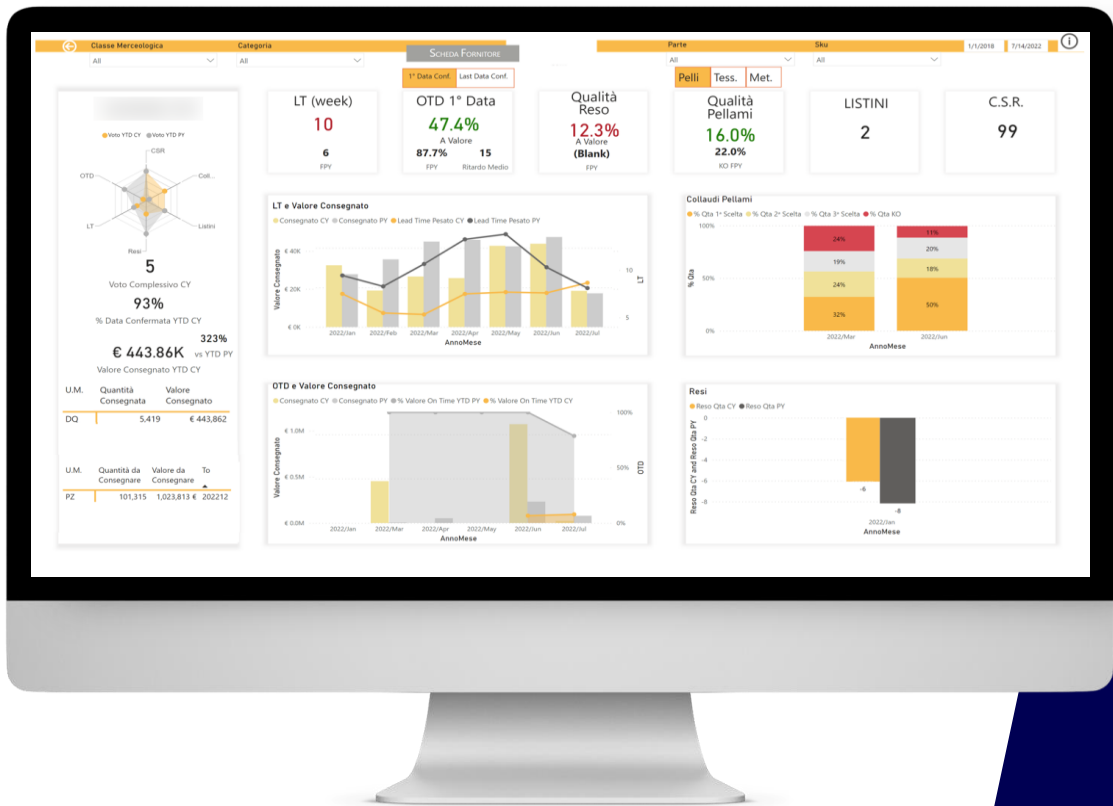 Classe Merceologica
Categoria
SCHEDA FORNITORE
Parte
Sku
1/1/2018
7/14/2022
All
All
All
All
1° Data Conf.
Last Data Conf.
Pelli
Tess.
Met.
Voto YTD CY
Voto YTD PY
CSR
Coll...
Listini
Resi
LT
OTD
5
Voto Complessivo CY
93%
% Data Confermata YTD CY
323%
€ 443.86K
vs YTD PY
Valore Consegnato YTD CY
U.M.
Quantità Consegnata
Valore Consegnato
DQ
5,419
€ 443,862
U.M.
Quantità da Consegnare
Valore da Consegnare
To
PZ
101,315
1,023,813 €
202212
LT (week)
10
6
FPY
OTD 1° Data
47.4%
A Valore
87.7%
15
FPY
Ritardo Medio
Qualità Reso
12.3%
A Valore
(Blank)
FPY
Qualità Pellami
16.0%
22.0%
KO FPY
LISTINI
2
C.S.R.
99
LT e Valore Consegnato
Consegnato CY
Consegnato PY
Lead Time Pesato CY
Lead Time Pesato PY
Valore Consegnato
€ 40K
€ 20K
€ 0K
10
5
LT
2022/Jan
2022/Feb
2022/Mar
2022/Apr
2022/May
2022/Jun
2022/Jul
AnnoMese
Collaudi Pellami
% Qta 1ª Scelta
% Qta 2ª Scelta
% Qta 3ª Scelta
% Qta KO
% Qta
100%
50%
0%
24%
19%
24%
32%
11%
20%
18%
50%
2022/Mar
2022/Jun
AnnoMese
OTD e Valore Consegnato
Consegnato CY
Consegnato PY
% Valore On Time YTD PY
% Valore On Time YTD CY
Valore Consegnato
€ 1.0M
€ 0.5M
€ 0.0M
100%
50%
0%
OTD
2022/Jan
2022/Mar
2022/Apr
2022/May
2022/Jun
2022/Jul
AnnoMese
Resi
Reso Qta CY
Reso Qta PY
Reso Qta CY and Reso Qta PY
0
-2
-4
-6
-8
-6
-8
2022/Jan
AnnoMese